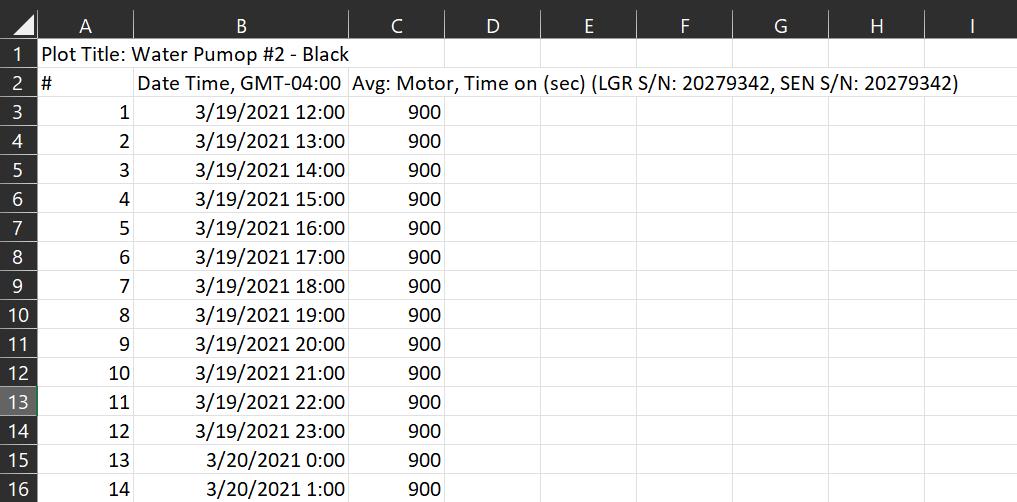 A B C D E F G H I
1 Plot Title: Water Pumop #2 - Black
2 # Date Time, GMT-04:00 Avg: Motor, Time on (sec) (LGR S/N: 20279342, SEN S/N: 20279342)
3 1 3/19/2021 12:00 900
4 2 3/19/2021 13:00 900
5 3 3/19/2021 14:00 900
6 4 3/19/2021 15:00 900
7 5 3/19/2021 16:00 900
8 6 3/19/2021 17:00 900
9 7 3/19/2021 18:00 900
10 8 3/19/2021 19:00 900
11 9 3/19/2021 20:00 900
12 10 3/19/2021 21:00 900
13 11 3/19/2021 22:00 900
14 12 3/19/2021 23:00 900
15 13 3/20/2021 0:00 900
16 14 3/20/2021 1:00 900